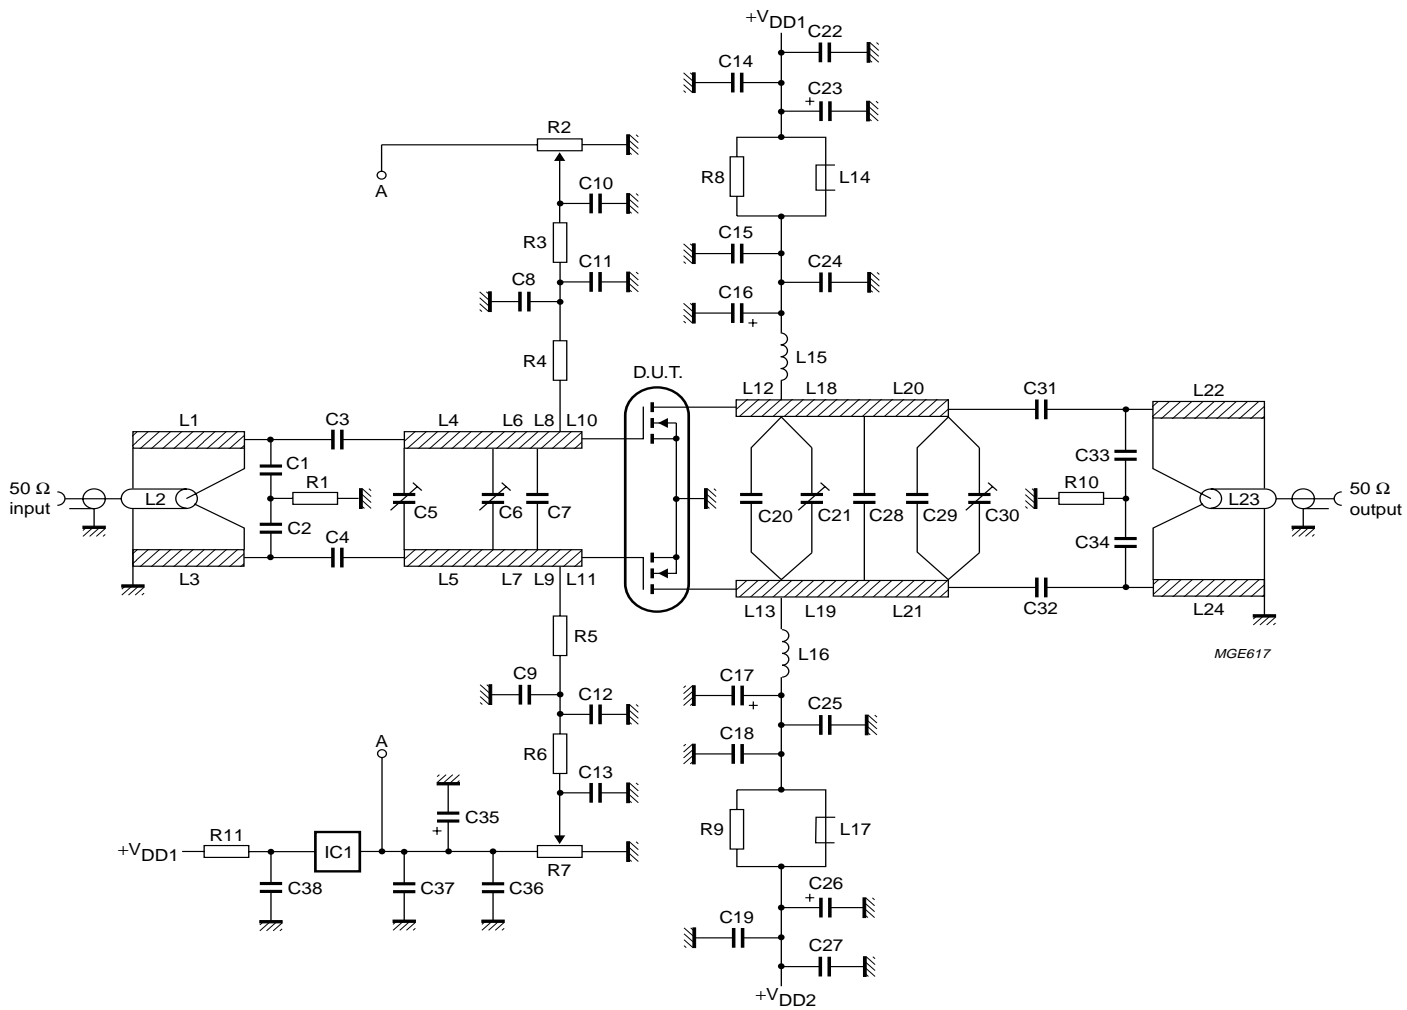 +VDD1
C22
C14
C23
+
R2
R8
L14
A
C10
R3
C15
C11
C24
C8
C16
+
L15
R4
D.U.T.
L12
L18
L20
C31
L22
L1
C3
L4
L6
L8
L10
C1
C33
50 Ω
input
L2
R1
C5
C6
C7
C20
C21
C28
C29
C30
R10
L23
50 Ω
output
C2
C4
C34
L3
L5
L7
L9
L11
L13
L19
L21
C32
L24
R5
L16
MGE617
C9
C17
+
C12
C25
A
R6
C18
C13
C35
+
R9
L17
R11
+VDD1
IC1
R7
C38
C37
C36
C26
+
C19
C27
+VDD2